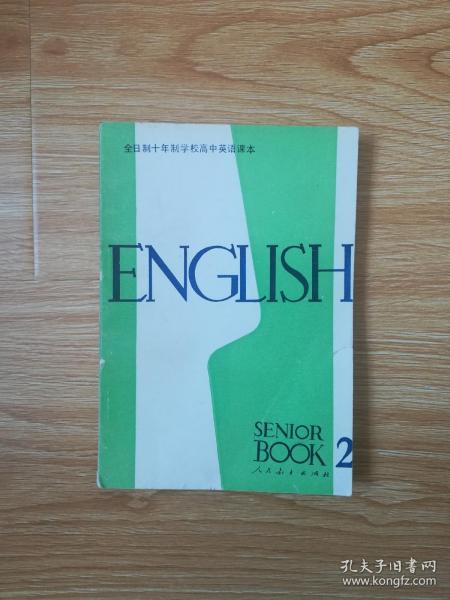 全日制十年制学校高中英语课本
ENGLISH
SENIOR
BOOK 2
人民教育出版社
孔夫子旧书网
www.kongfz.com